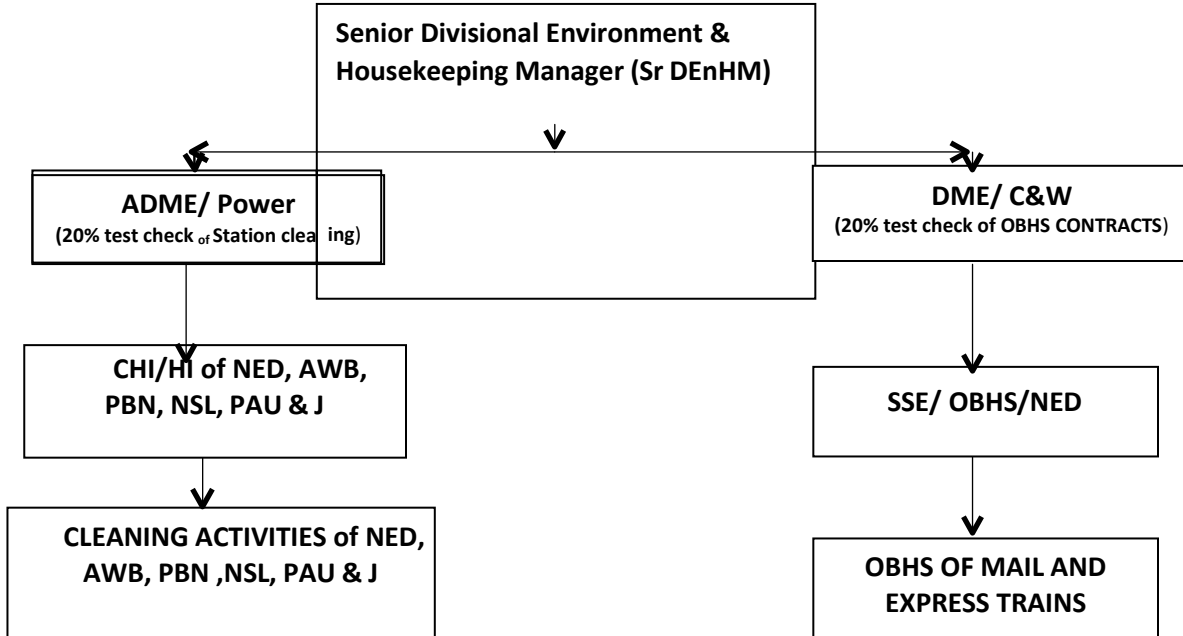 Senior Divisional Environment &
Housekeeping Manager (Sr DEnHM)
ADME/ Power
(20% test check of Station clea ing)
DME/ C&W
(20% test check of OBHS CONTRACTS)
CHI/HI of NED, AWB,
PBN, NSL, PAU & J
SSE/ OBHS/NED
CLEANING ACTIVITIES of NED,
AWB, PBN ,NSL, PAU & J
OBHS OF MAIL AND
EXPRESS TRAINS